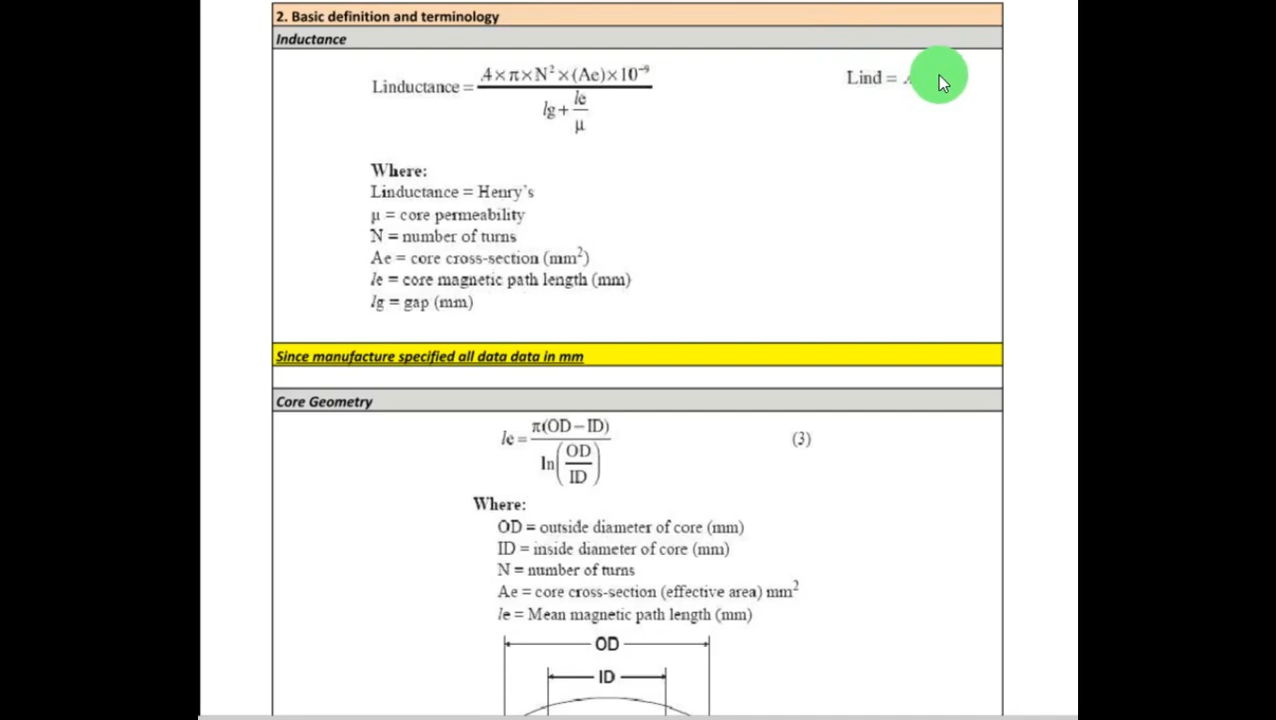 2. Basic definition and terminology
Inductance
Linductance = .4×π×N²×(Ae)×10⁻⁹ / (lg + le/μ)
Lind =
Where:
Linductance = Henry's
μ = core permeability
N = number of turns
Ae = core cross-section (mm²)
le = core magnetic path length (mm)
lg = gap (mm)
Since manufacture specified all data data in mm
Core Geometry
le = π(OD−ID) / ln(OD/ID) (3)
Where:
OD = outside diameter of core (mm)
ID = inside diameter of core (mm)
N = number of turns
Ae = core cross-section (effective area) mm²
le = Mean magnetic path length (mm)
OD
ID